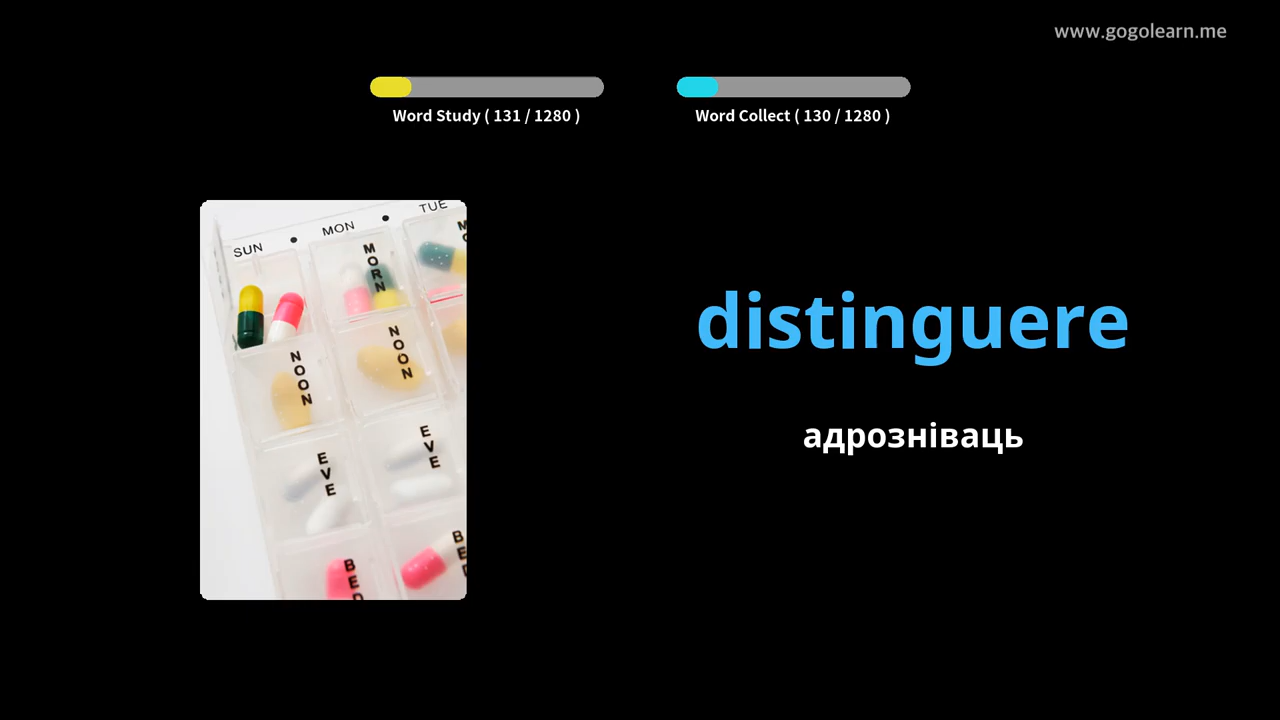 www.gogolearn.me
Word Study ( 131 / 1280 )
Word Collect ( 130 / 1280 )
SUN • MON • TUE
MORN
NOON
NOON
EVE
EVE
BED
distinguere
адрозніваць